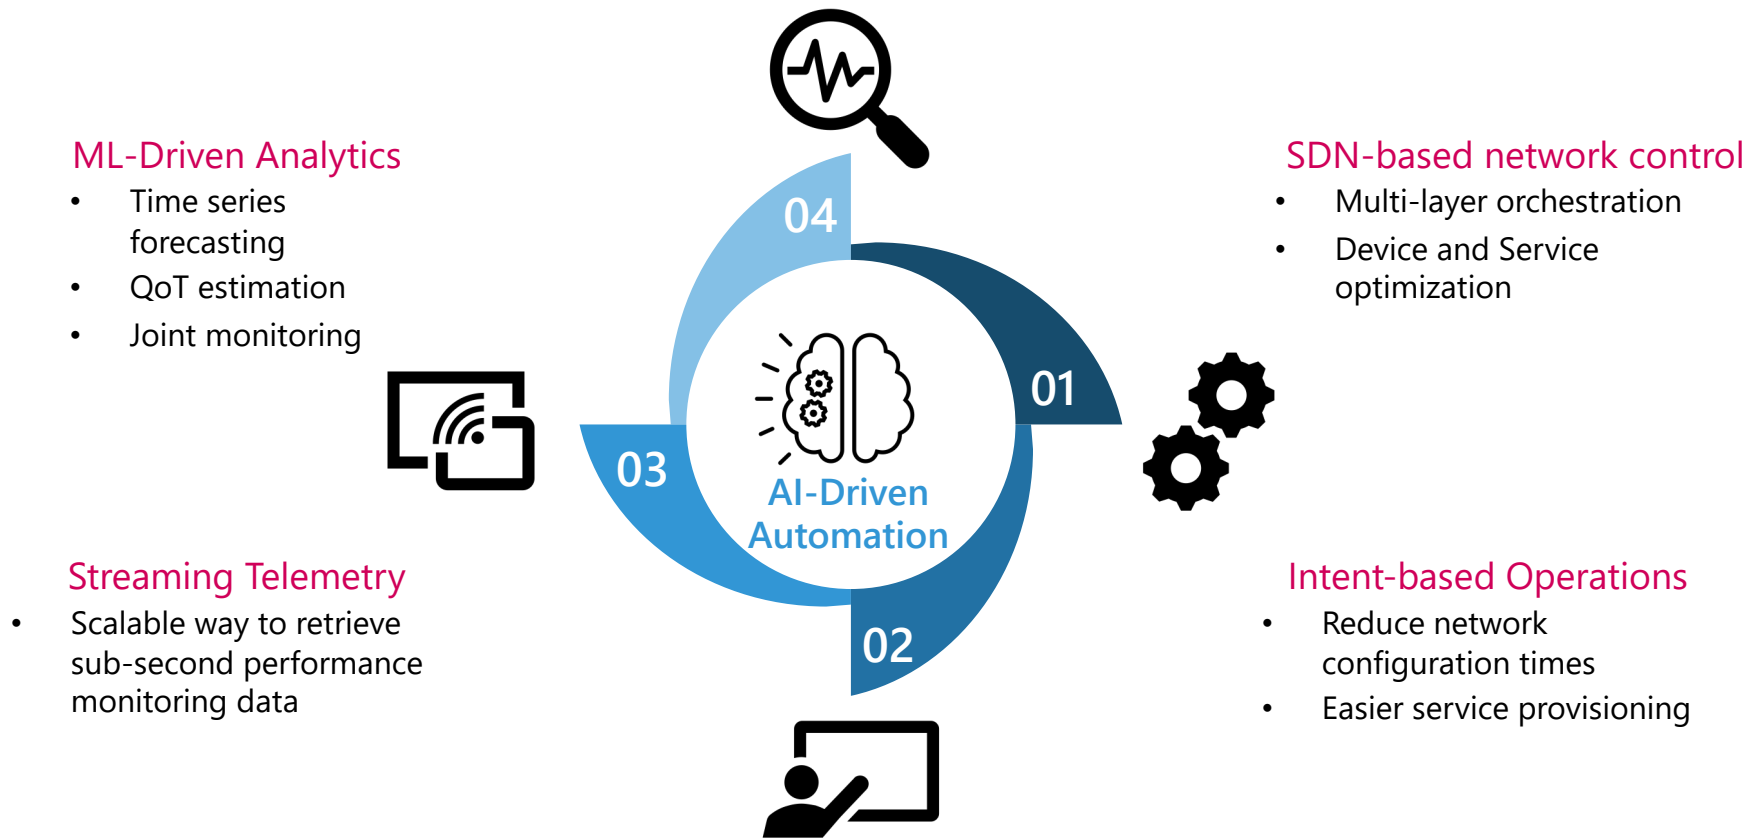 ML-Driven Analytics
• Time series
forecasting
• QoT estimation
• Joint monitoring
SDN-based network control
• Multi-layer orchestration
• Device and Service
optimization
04
01
03
02
AI-Driven
Automation
Streaming Telemetry
• Scalable way to retrieve
sub-second performance
monitoring data
Intent-based Operations
• Reduce network
configuration times
• Easier service provisioning